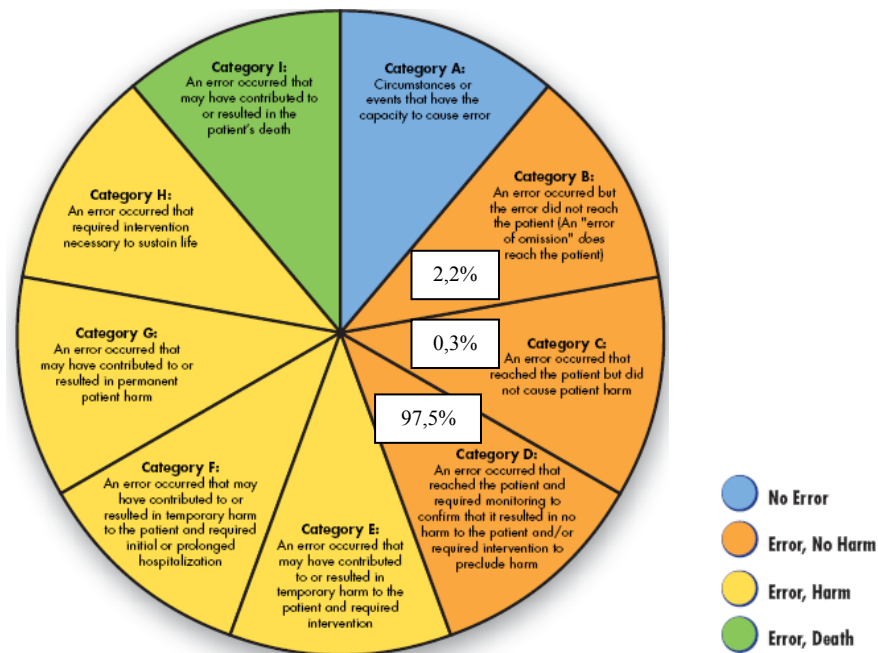 Category A:
Circumstances or
events that have the
capacity to cause error
Category B:
An error occurred but
the error did not reach
the patient (An "error
of omission" does
reach the patient)
2,2%
Category C:
An error occurred that
reached the patient but did
not cause patient harm
0,3%
Category D:
An error occurred that
reached the patient and
required monitoring to
confirm that it resulted in no
harm to the patient and/or
required intervention to
preclude harm
97,5%
Category E:
An error occurred that
may have contributed
to or resulted in
temporary harm to the
patient and required
intervention
Category F:
An error occurred that may
have contributed to or
resulted in temporary harm
to the patient and required
initial or prolonged
hospitalization
Category G:
An error occurred that
may have contributed to or
resulted in permanent
patient harm
Category H:
An error occurred that
required intervention
necessary to sustain life
Category I:
An error occurred that
may have contributed to
or resulted in the
patient's death
No Error
Error, No Harm
Error, Harm
Error, Death